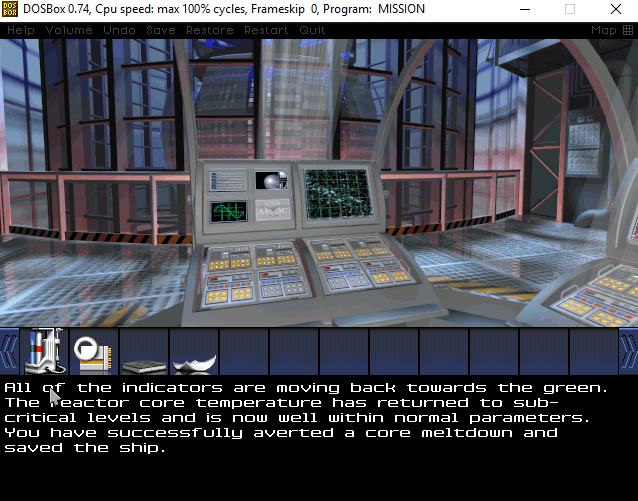 DOSBox 0.74, Cpu speed: max 100% cycles, Frameskip 0, Program: MISSION
Help Volume Undo Save Restore Restart Quit Map
All of the indicators are moving back towards the green.
The reactor core temperature has returned to sub-
critical levels and is now well within normal parameters.
You have successfully averted a core meltdown and
saved the ship.